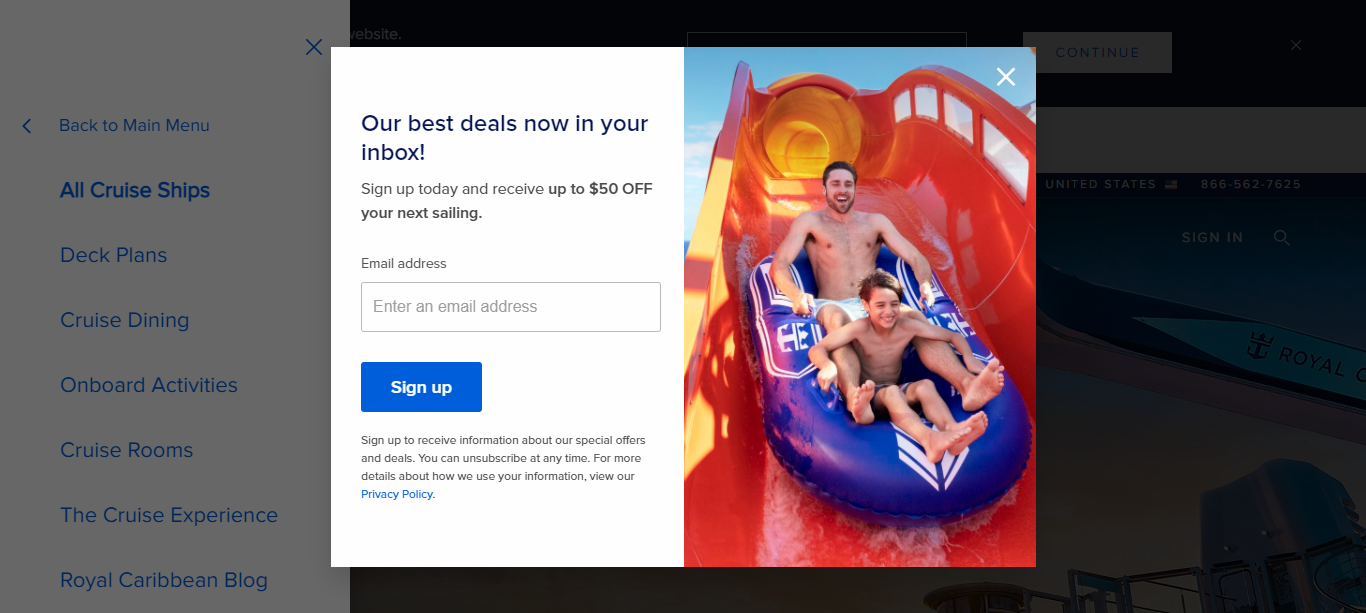 website.
CONTINUE
Back to Main Menu
All Cruise Ships
Deck Plans
Cruise Dining
Onboard Activities
Cruise Rooms
The Cruise Experience
Royal Caribbean Blog
Our best deals now in your
inbox!
Sign up today and receive up to $50 OFF
your next sailing.
Email address
Enter an email address
Sign up
Sign up to receive information about our special offers
and deals. You can unsubscribe at any time. For more
details about how we use your information, view our
Privacy Policy.
UNITED STATES 866-562-7625
SIGN IN
ROYAL C